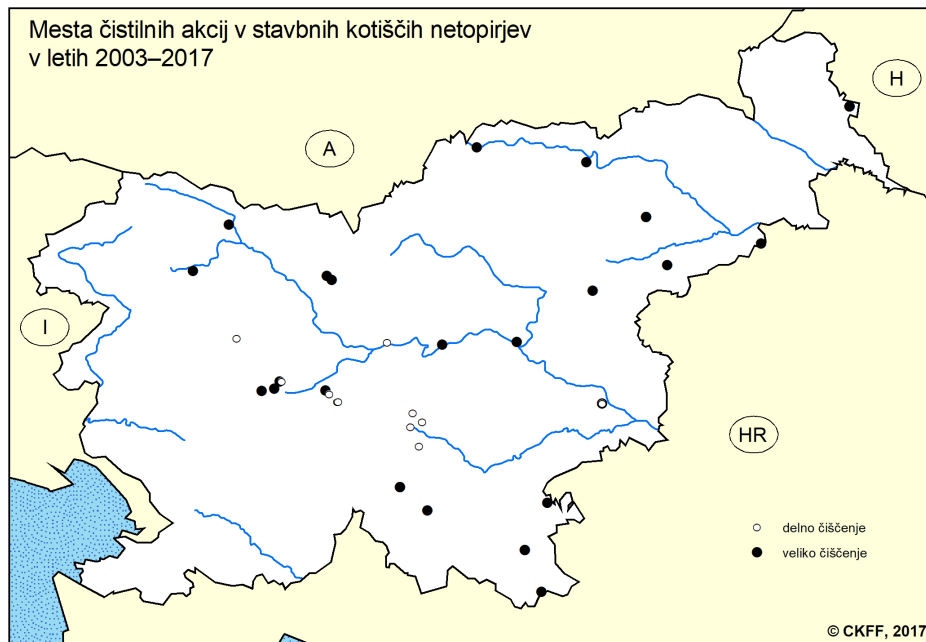 Mesta čistilnih akcij v stavbnih kotiščih netopirjev
v letih 2003–2017
H
A
I
HR
delno čiščenje
veliko čiščenje
© CKFF, 2017